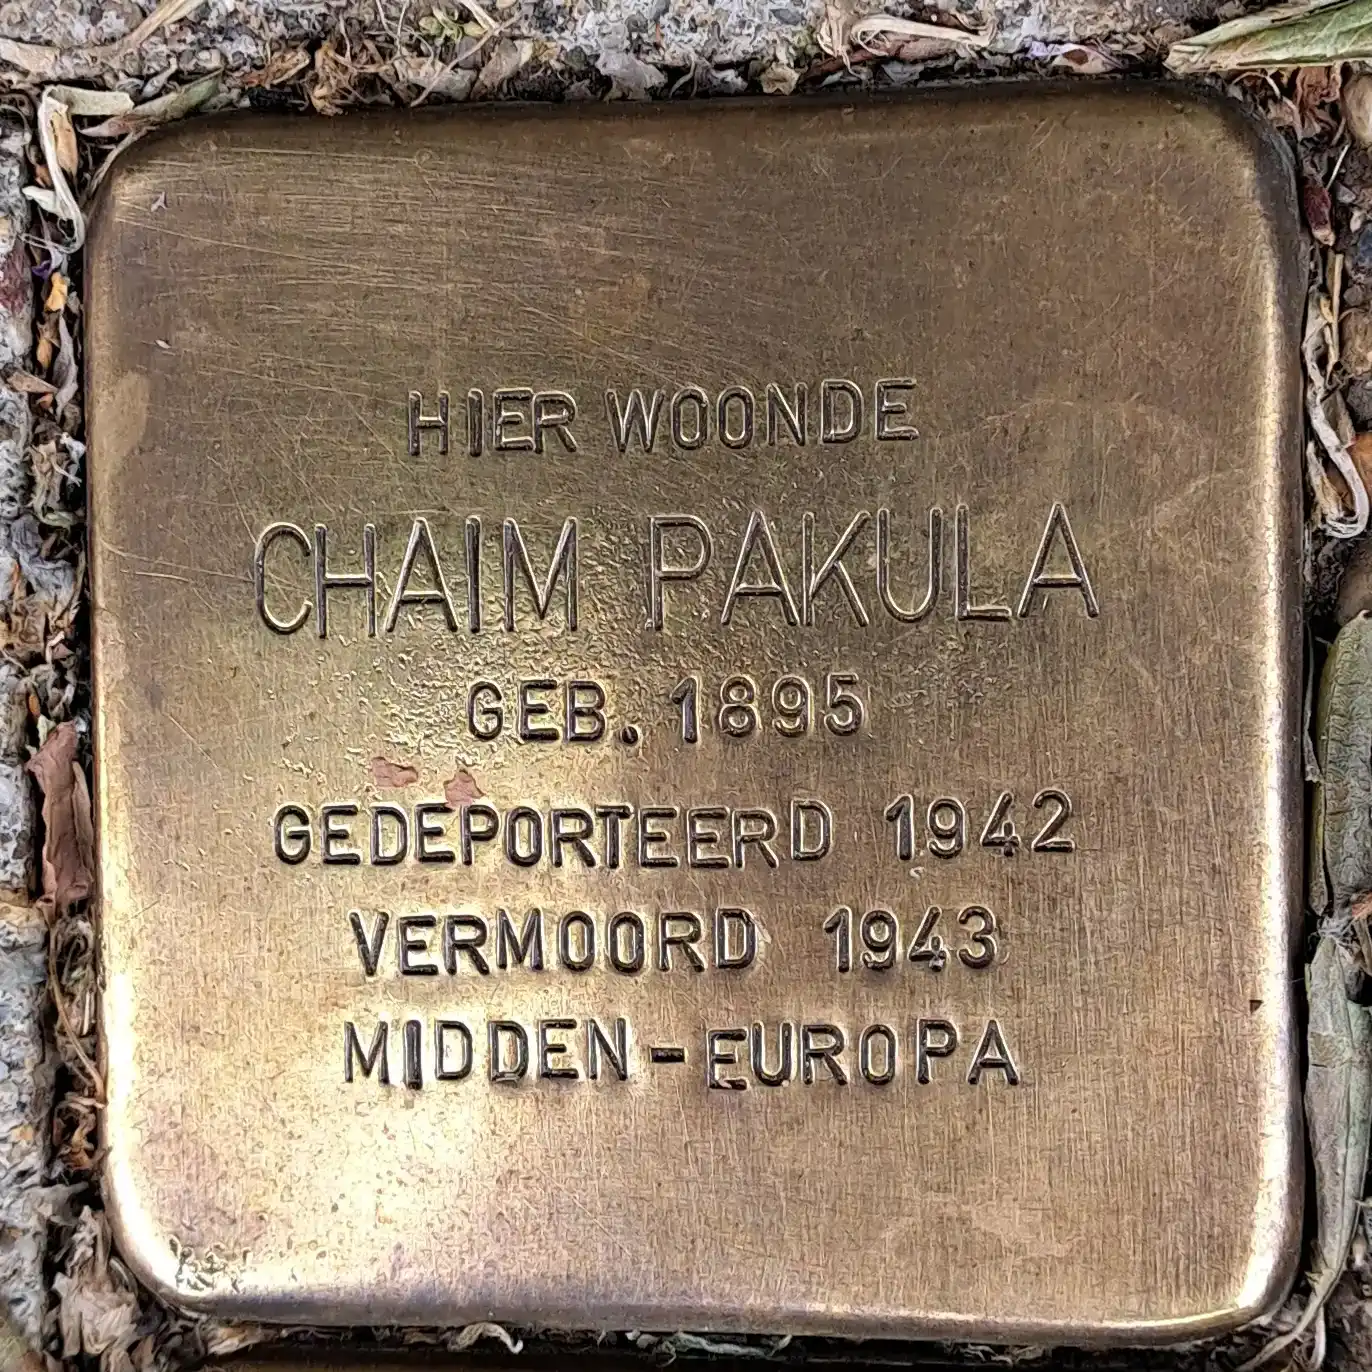 HIER WOONDE
CHAIM PAKULA
GEB. 1895
GEDEPORTEERD 1942
VERMOORD 1943
MIDDEN-EUROPA